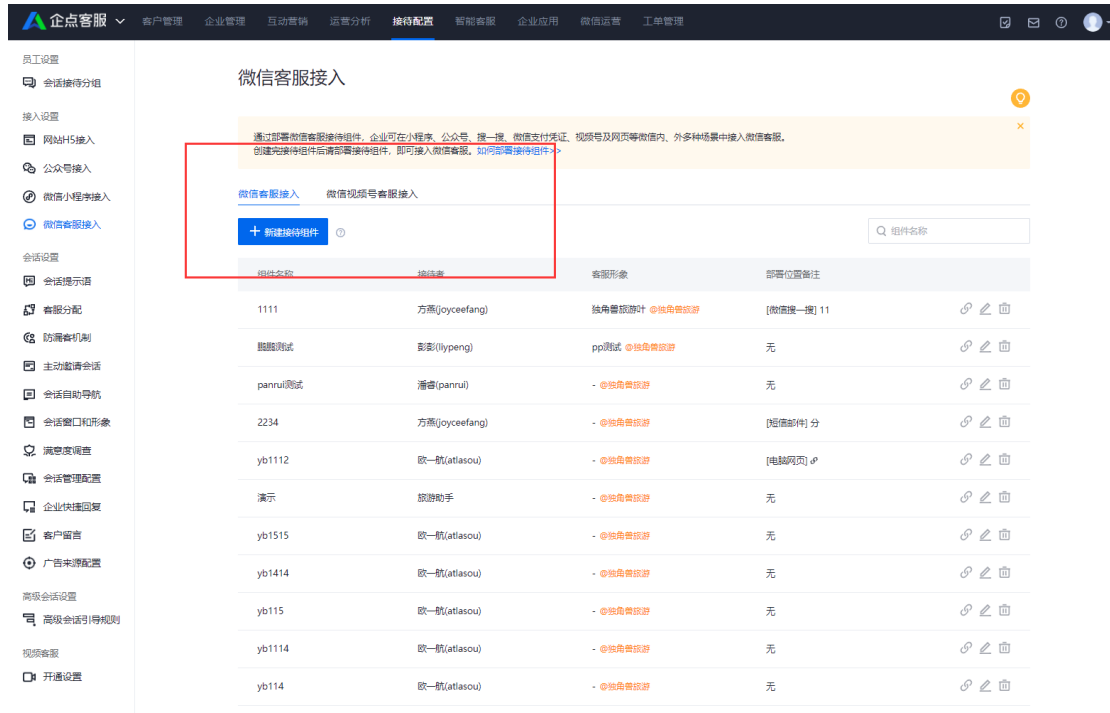 企点客服 客户管理 企业管理 互动营销 运营分析 接待配置 智能客服 企业应用 微信运营 工单管理
员工设置
会话接待分组
接入设置
网站H5接入
公众号接入
微信小程序接入
微信客服接入
会话设置
会话提示语
客服分配
防漏客机制
主动邀请会话
会话自助导航
会话窗口和形象
满意度调查
会话管理配置
企业快捷回复
客户留言
广告来源配置
高级会话设置
高级会话引导规则
视频客服
开通设置
微信客服接入
通过部署微信客服接待组件，企业可在小程序、公众号、搜一搜、微信支付凭证、视频号及网页等微信内、外多种场景中接入微信客服。
创建完接待组件后请部署接待组件，即可接入微信客服。如何部署接待组件>>
微信客服接入 微信视频号客服接入
新建接待组件 组件名称
组件名称 接待者 客服形象 部署位置备注
1111 方燕(joyceefang) 独角兽旅游叶 @独角兽旅游 [微信搜一搜] 11
鹏鹏测试 彭彭(liypeng) pp测试 @独角兽旅游 无
panrui测试 潘睿(panrui) - @独角兽旅游 无
2234 方燕(joyceefang) - @独角兽旅游 [短信邮件] 分
yb1112 欧一航(atlasou) - @独角兽旅游 [电脑网页]
演示 旅游助手 - @独角兽旅游 无
yb1515 欧一航(atlasou) - @独角兽旅游 无
yb1414 欧一航(atlasou) - @独角兽旅游 无
yb115 欧一航(atlasou) - @独角兽旅游 无
yb1114 欧一航(atlasou) - @独角兽旅游 无
yb114 欧一航(atlasou) - @独角兽旅游 无